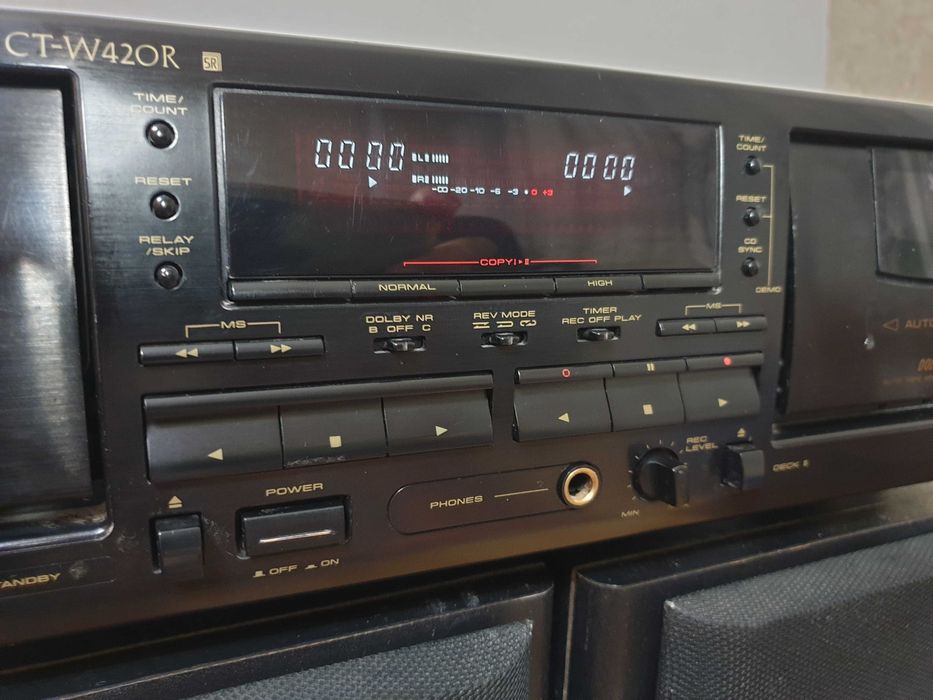 CT-W420R SR
TIME/
COUNT
RESET
RELAY
/SKIP
0000 L
R
-∞ -20 -10 -6 -3 • 0 +3
0000
COPY I ▸ II
NORMAL
HIGH
TIME/
COUNT
RESET
CD
SYNC
DEMO
MS
DOLBY NR
B OFF C
REV MODE
TIMER
REC OFF PLAY
MS
AUTO
REC
LEVEL
MIN
DECK II
PHONES
POWER
OFF ON